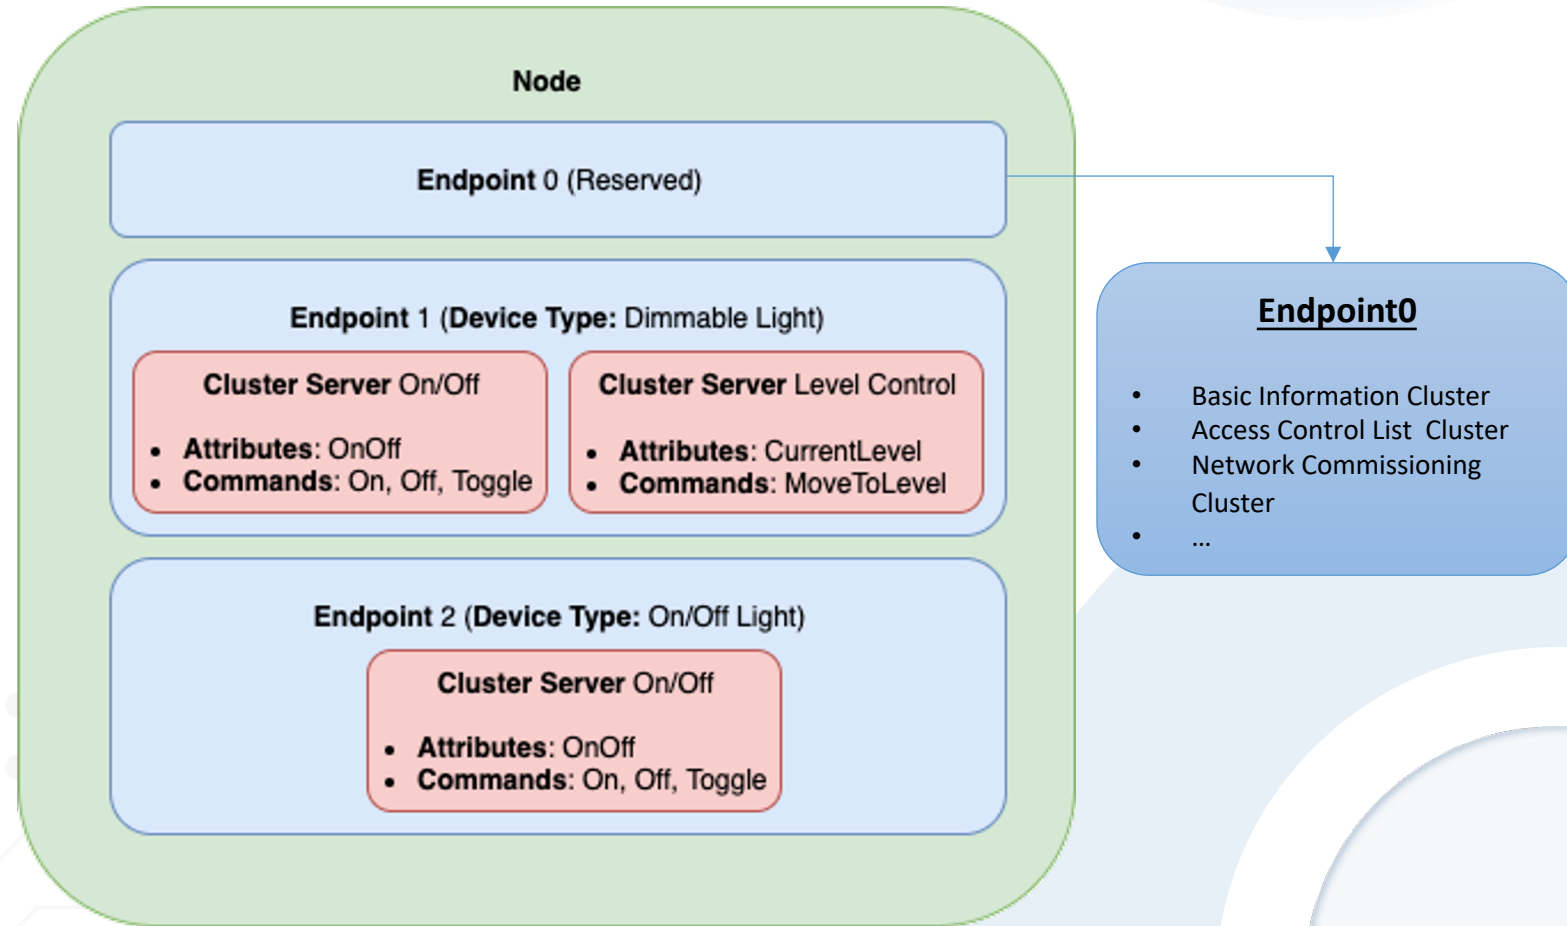 Node
Endpoint 0 (Reserved)
Endpoint 1 (Device Type: Dimmable Light)
Cluster Server On/Off
• Attributes: OnOff
• Commands: On, Off, Toggle
Cluster Server Level Control
• Attributes: CurrentLevel
• Commands: MoveToLevel
Endpoint 2 (Device Type: On/Off Light)
Cluster Server On/Off
• Attributes: OnOff
• Commands: On, Off, Toggle
Endpoint0
• Basic Information Cluster
• Access Control List  Cluster
• Network Commissioning
Cluster
• ...